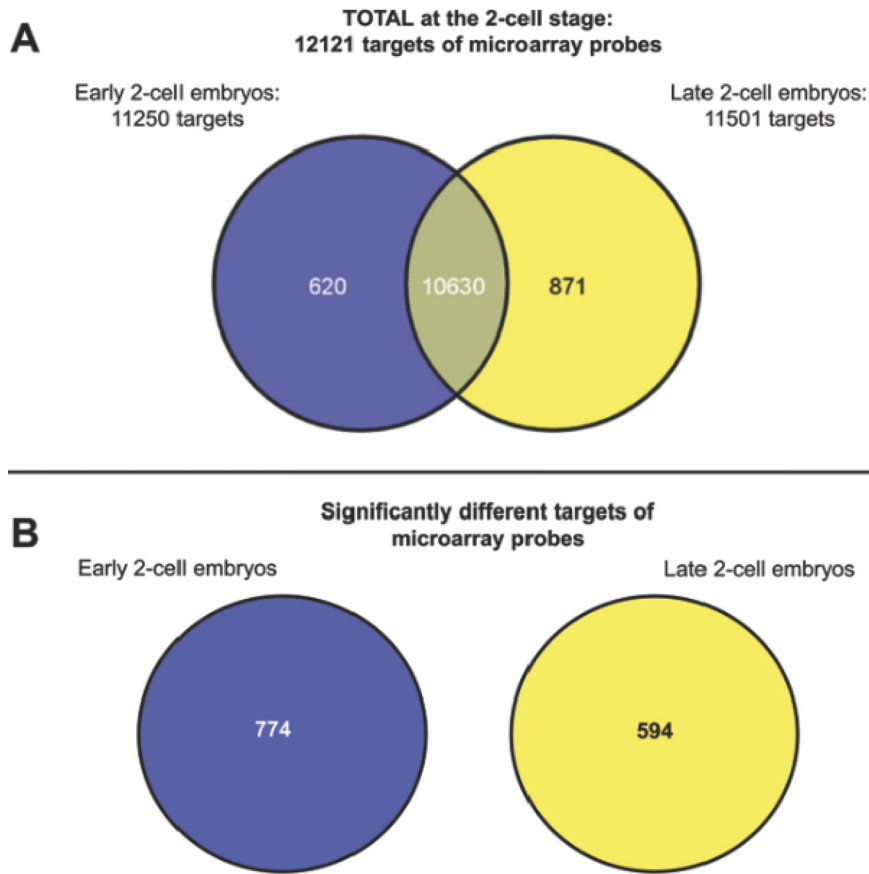 A
TOTAL at the 2-cell stage:
12121 targets of microarray probes
Early 2-cell embryos:
11250 targets
Late 2-cell embryos:
11501 targets
620
10630
871
B
Significantly different targets of
microarray probes
Early 2-cell embryos
Late 2-cell embryos
774
594